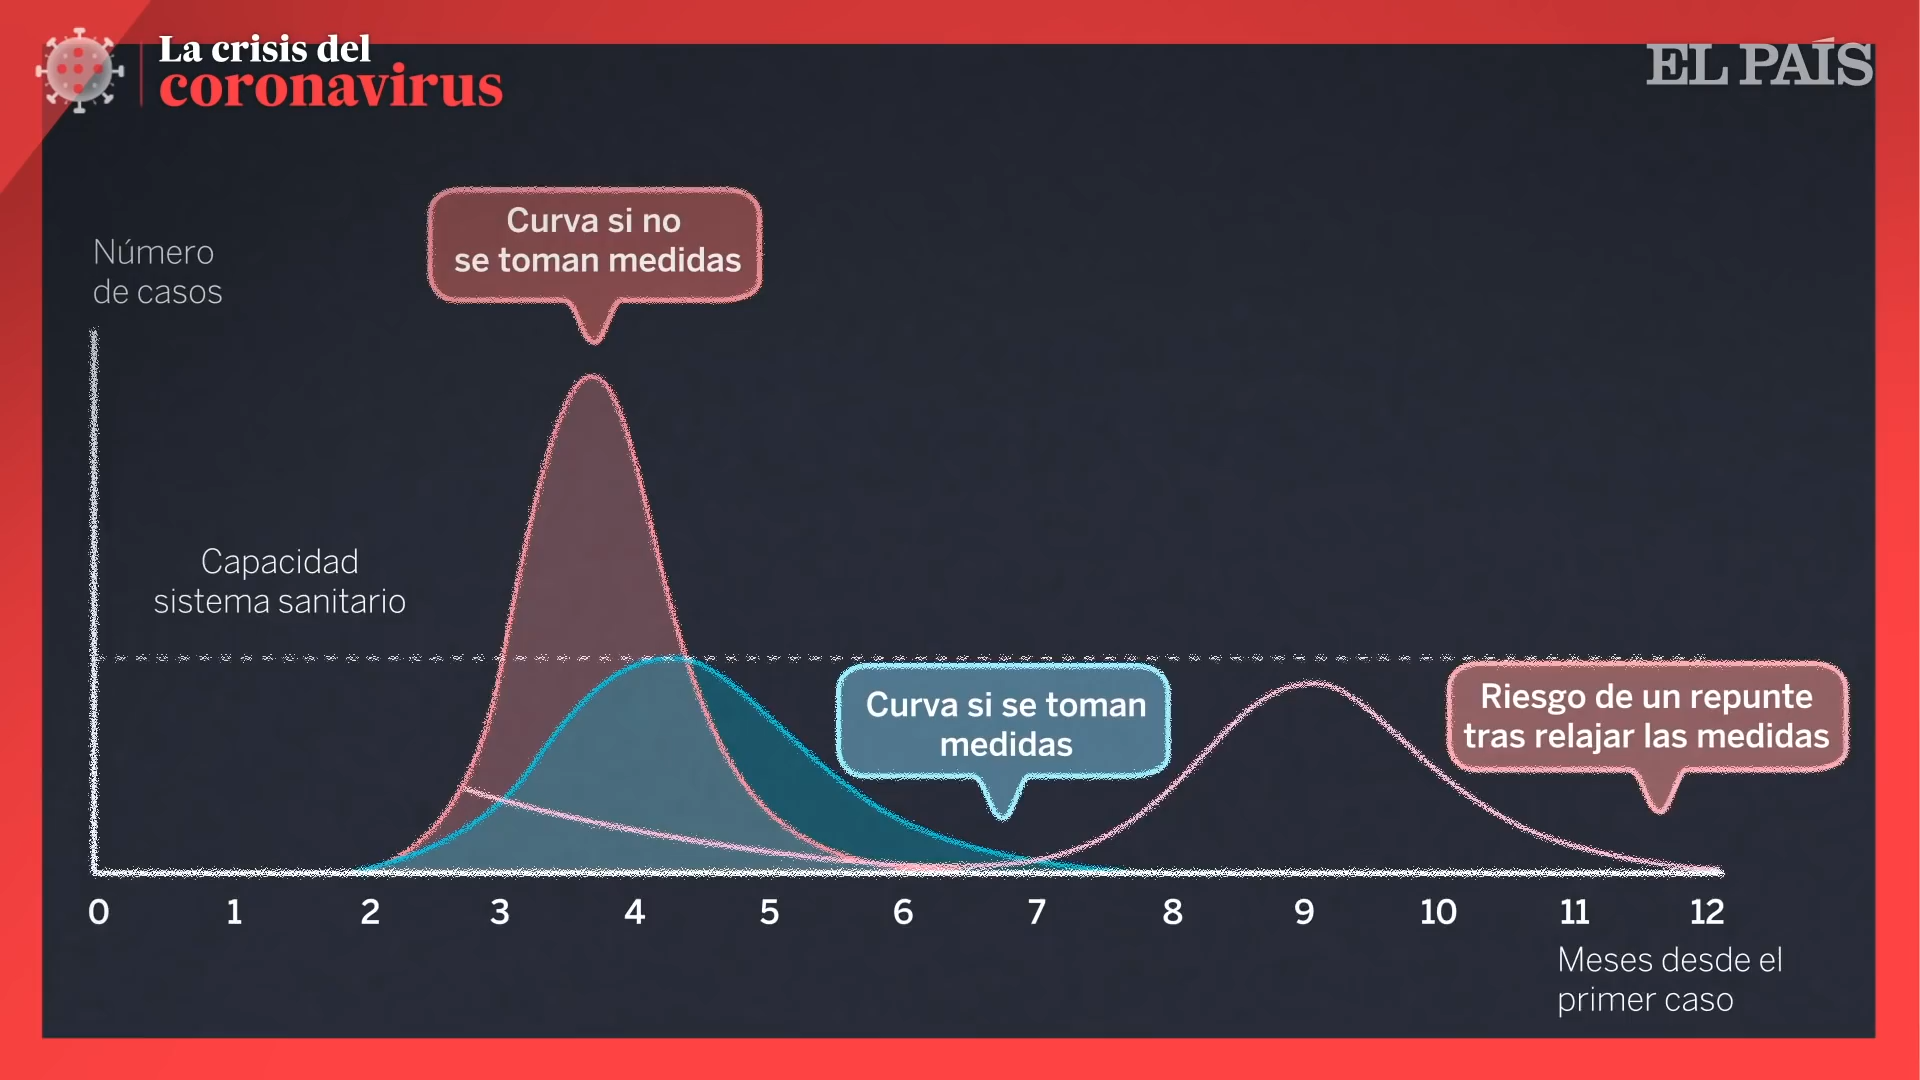 La crisis del
coronavirus
EL PAÍS
Curva si no
se toman medidas
Número
de casos
Capacidad
sistema sanitario
Curva si se toman
medidas
Riesgo de un repunte
tras relajar las medidas
0 1 2 3 4 5 6 7 8 9 10 11 12
Meses desde el
primer caso